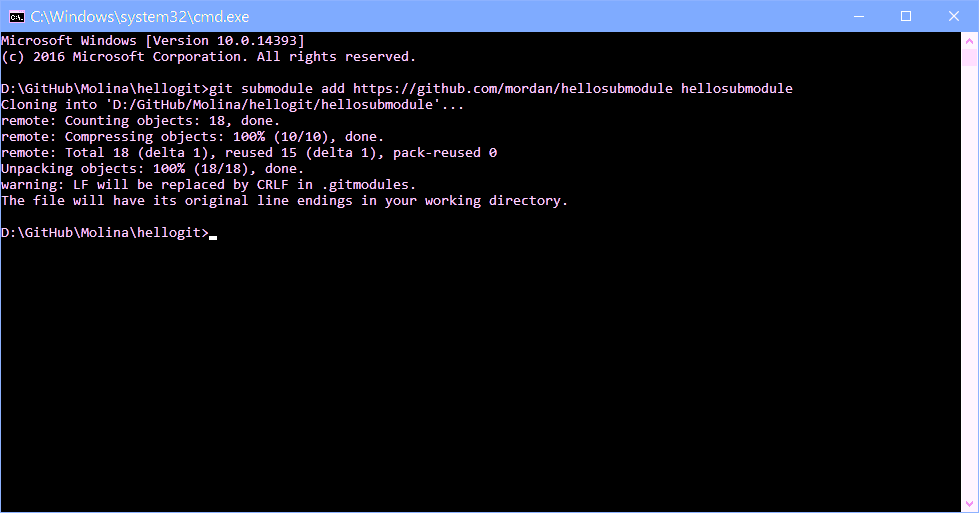 C:\Windows\system32\cmd.exe
Microsoft Windows [Version 10.0.14393]
(c) 2016 Microsoft Corporation. All rights reserved.
D:\GitHub\Molina\hellogit>git submodule add https://github.com/mordan/hellosubmodule hellosubmodule
Cloning into 'D:/GitHub/Molina/hellogit/hellosubmodule'...
remote: Counting objects: 18, done.
remote: Compressing objects: 100% (10/10), done.
remote: Total 18 (delta 1), reused 15 (delta 1), pack-reused 0
Unpacking objects: 100% (18/18), done.
warning: LF will be replaced by CRLF in .gitmodules.
The file will have its original line endings in your working directory.
D:\GitHub\Molina\hellogit>